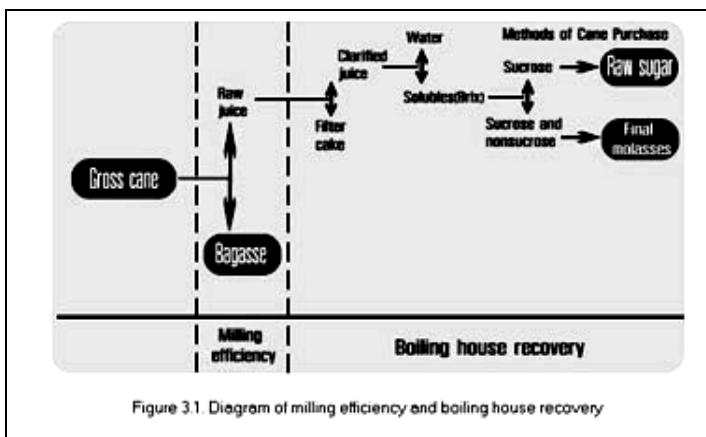 Methods of Cane Purchase
Water
Clarified
juice
Sucrose
Raw sugar
Raw
juice
Solubles(Brix)
Filter
cake
Sucrose and
nonsucrose
Final
molasses
Gross cane
Bagasse
Milling
efficiency
Boiling house recovery
Figure 3.1. Diagram of milling efficiency and boiling house recovery